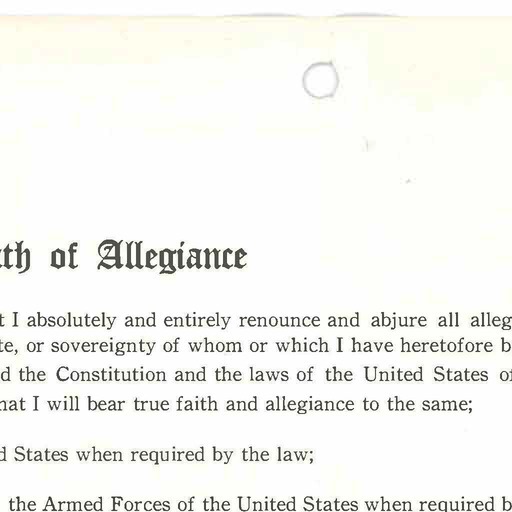 th of Allegiance
t I absolutely and entirely renounce and abjure all alleg
te, or sovereignty of whom or which I have heretofore b
d the Constitution and the laws of the United States o
hat I will bear true faith and allegiance to the same;
d States when required by the law;
the Armed Forces of the United States when required b